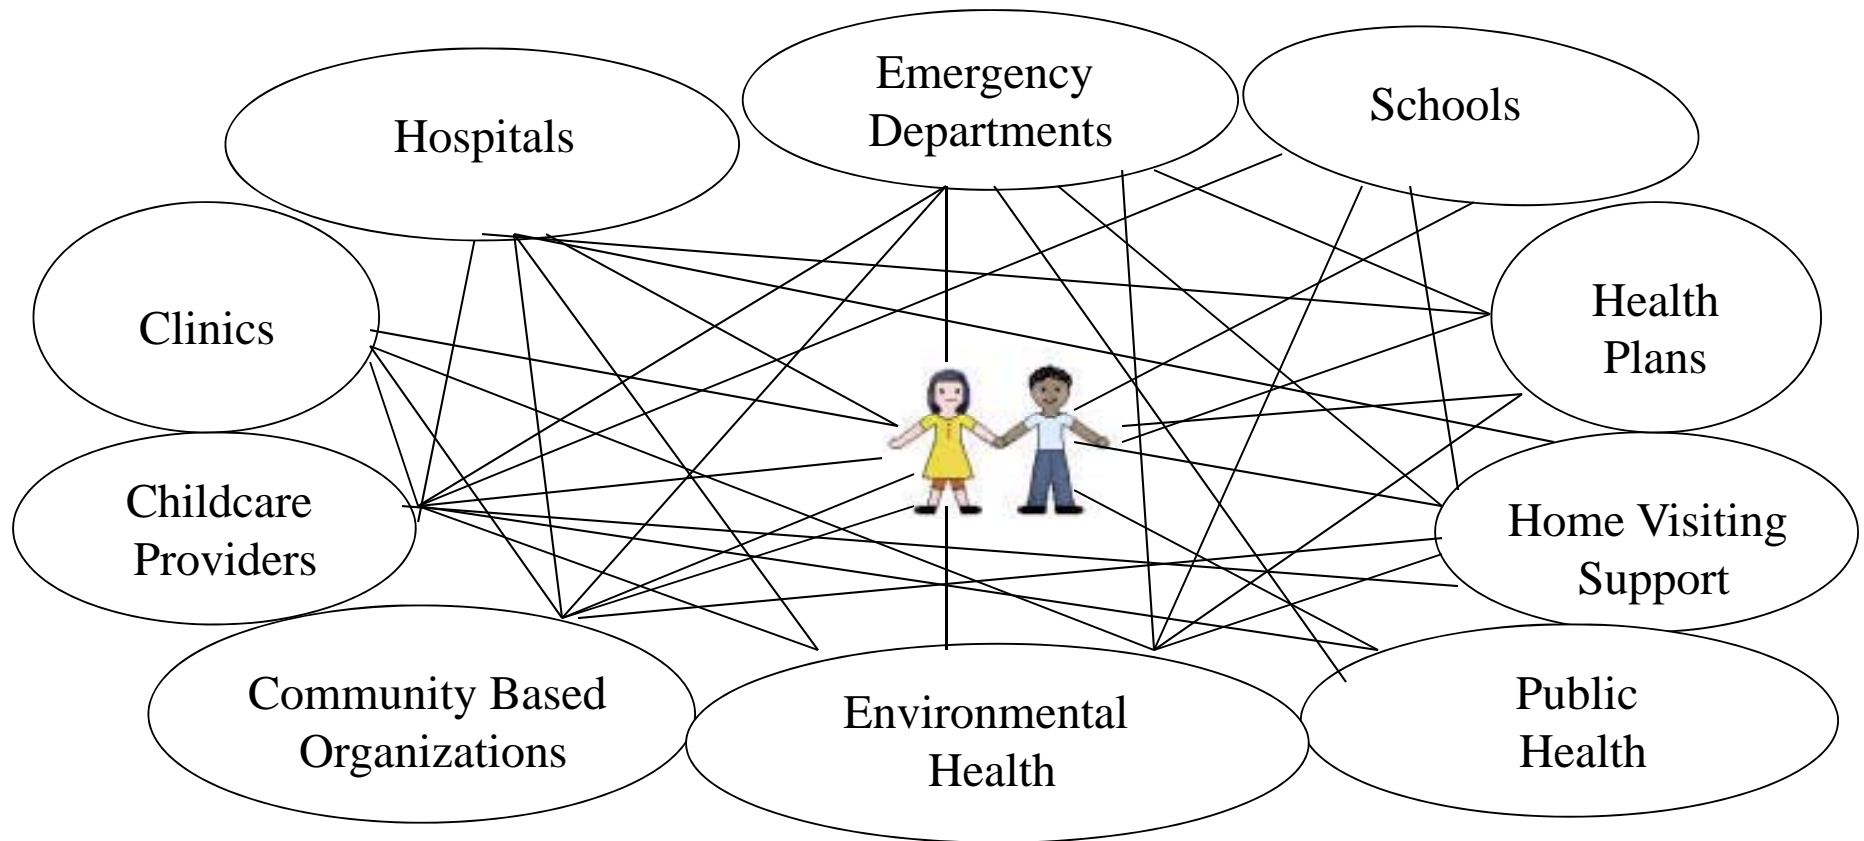 Emergency
Departments
Schools
Hospitals
Health
Plans
Clinics
Childcare
Providers
Home Visiting
Support
Community Based
Organizations
Environmental
Health
Public
Health